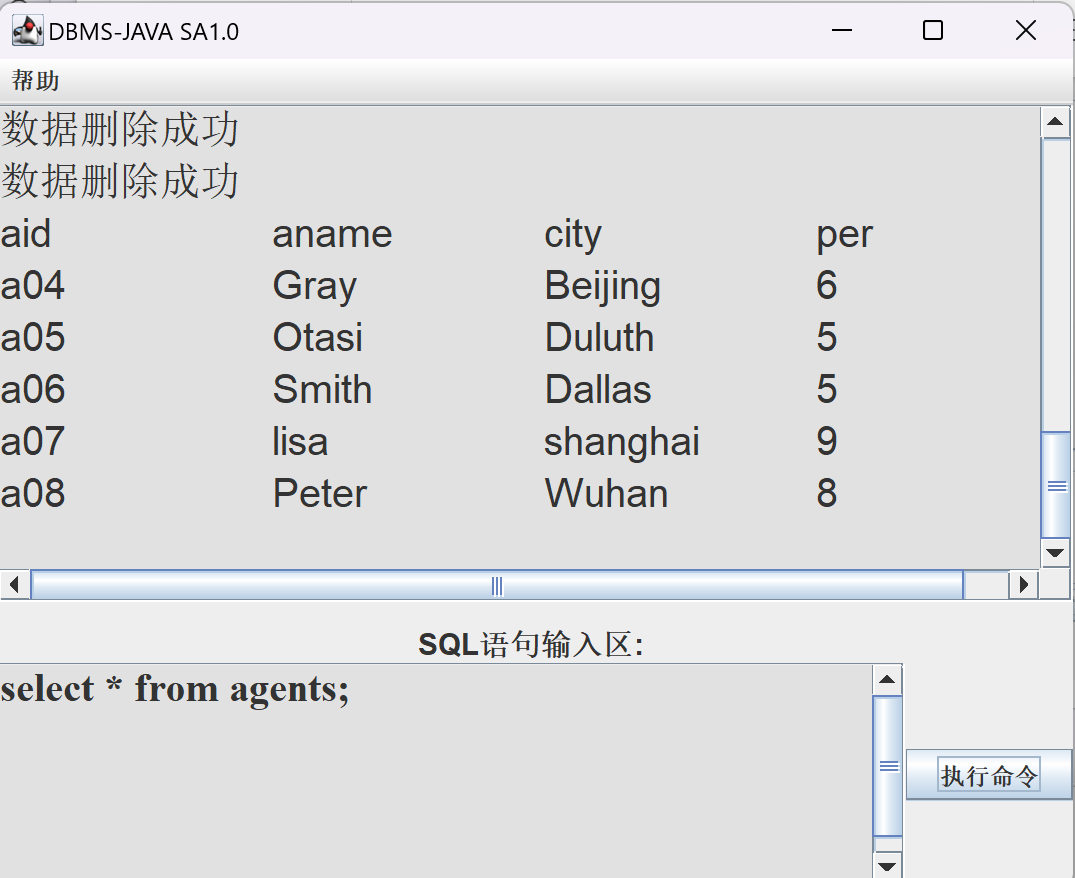 DBMS-JAVA SA1.0
帮助
数据删除成功
数据删除成功
aid aname city per
a04 Gray Beijing 6
a05 Otasi Duluth 5
a06 Smith Dallas 5
a07 lisa shanghai 9
a08 Peter Wuhan 8
SQL语句输入区:
select * from agents;
执行命令